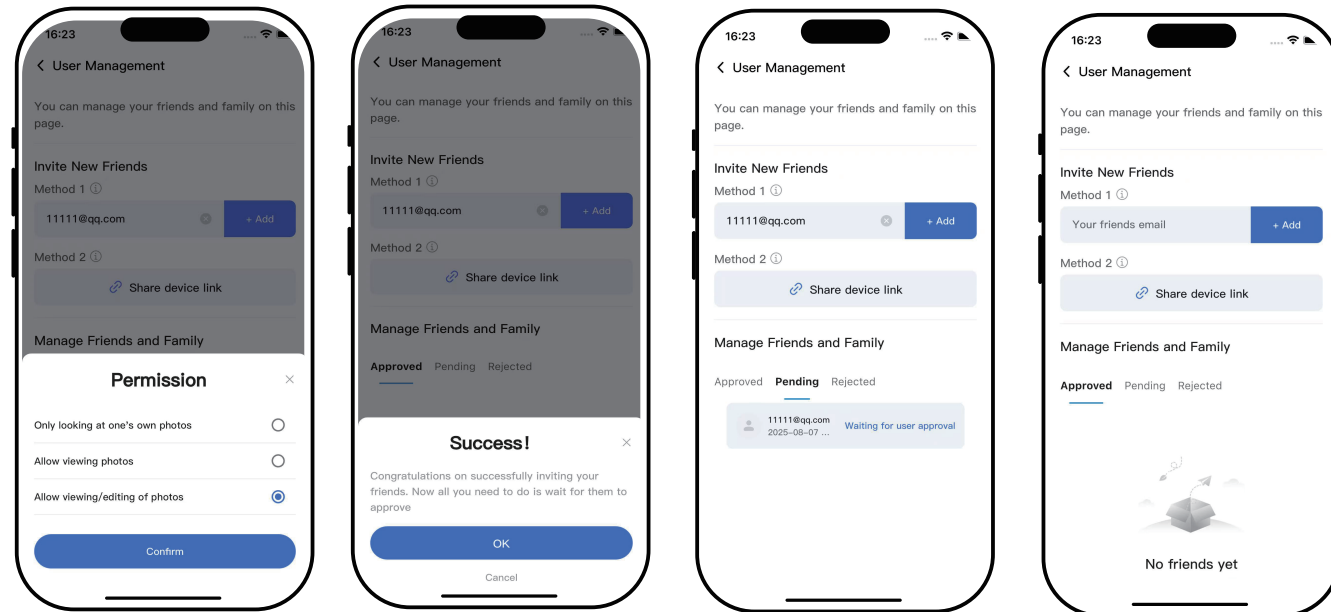 16:23
User Management
You can manage your friends and family on this
page.
Invite New Friends
Method 1
11111@qq.com
+ Add
Method 2
Share device link
Manage Friends and Family
Permission
Only looking at one's own photos
Allow viewing photos
Allow viewing/editing of photos
Confirm
16:23
User Management
You can manage your friends and family on this
page.
Invite New Friends
Method 1
11111@qq.com
+ Add
Method 2
Share device link
Manage Friends and Family
Approved Pending Rejected
Success!
Congratulations on successfully inviting your
friends. Now all you need to do is wait for them to
approve
OK
Cancel
16:23
User Management
You can manage your friends and family on this
page.
Invite New Friends
Method 1
11111@qq.com
+ Add
Method 2
Share device link
Manage Friends and Family
Approved Pending Rejected
11111@qq.com
2025-08-07 ...
Waiting for user approval
16:23
User Management
You can manage your friends and family on this
page.
Invite New Friends
Method 1
Your friends email
+ Add
Method 2
Share device link
Manage Friends and Family
Approved Pending Rejected
No friends yet